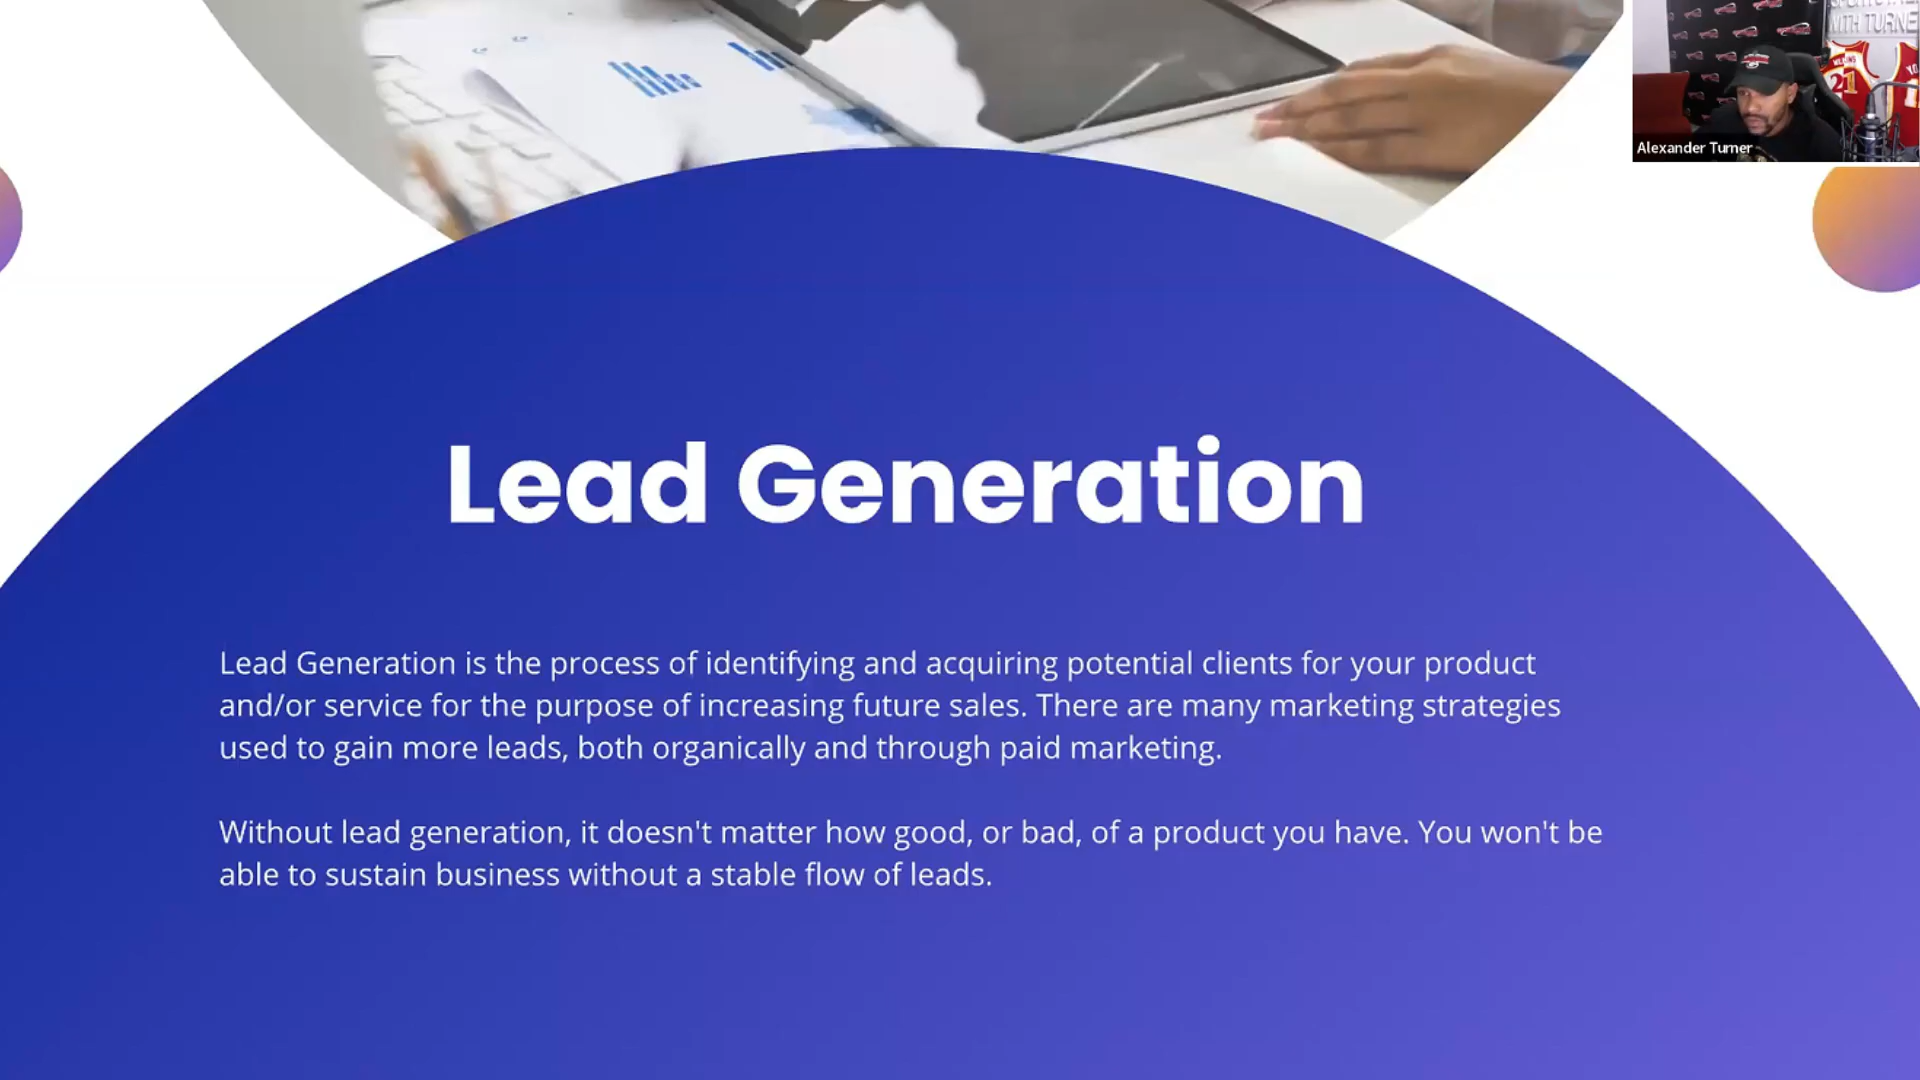 WITH TURNE
21
Alexander Turner
Lead Generation
Lead Generation is the process of identifying and acquiring potential clients for your product
and/or service for the purpose of increasing future sales. There are many marketing strategies
used to gain more leads, both organically and through paid marketing.
Without lead generation, it doesn't matter how good, or bad, of a product you have. You won't be
able to sustain business without a stable flow of leads.